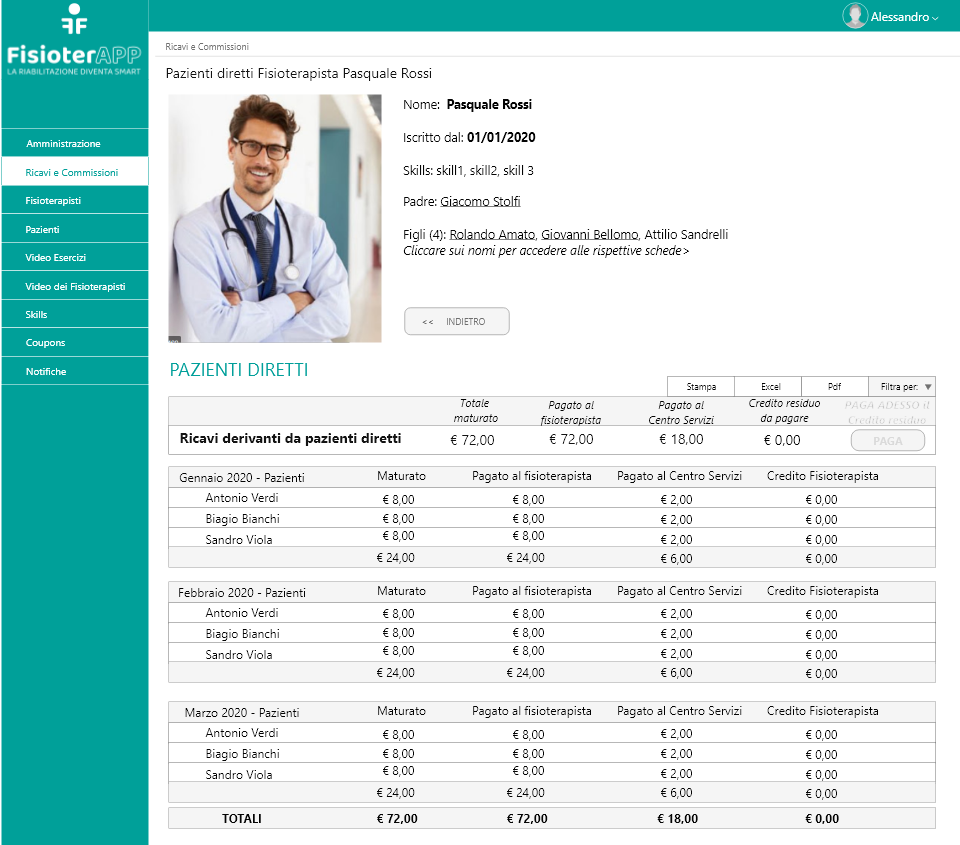 Alessandro
FisioterAPP
LA RIABILITAZIONE DIVENTA SMART
Amministrazione
Ricavi e Commissioni
Fisioterapisti
Pazienti
Video Esercizi
Video dei Fisioterapisti
Skills
Coupons
Notifiche
Ricavi e Commissioni
Pazienti diretti Fisioterapista Pasquale Rossi
Nome: Pasquale Rossi
Iscritto dal: 01/01/2020
Skills: skill1, skill2, skill 3
Padre: Giacomo Stolfi
Figli (4): Rolando Amato, Giovanni Bellomo, Attilio Sandrelli
Cliccare sui nomi per accedere alle rispettive schede>
<< INDIETRO
PAZIENTI DIRETTI
Stampa Excel Pdf Filtra per:
Totale maturato Pagato al fisioterapista Pagato al Centro Servizi Credito residuo da pagare PAGA ADESSO il Credito residuo
Ricavi derivanti da pazienti diretti € 72,00 € 72,00 € 18,00 € 0,00 PAGA
Gennaio 2020 - Pazienti Maturato Pagato al fisioterapista Pagato al Centro Servizi Credito Fisioterapista
Antonio Verdi € 8,00 € 8,00 € 2,00 € 0,00
Biagio Bianchi € 8,00 € 8,00 € 2,00 € 0,00
Sandro Viola € 8,00 € 8,00 € 2,00 € 0,00
€ 24,00 € 24,00 € 6,00 € 0,00
Febbraio 2020 - Pazienti Maturato Pagato al fisioterapista Pagato al Centro Servizi Credito Fisioterapista
Antonio Verdi € 8,00 € 8,00 € 2,00 € 0,00
Biagio Bianchi € 8,00 € 8,00 € 2,00 € 0,00
Sandro Viola € 8,00 € 8,00 € 2,00 € 0,00
€ 24,00 € 24,00 € 6,00 € 0,00
Marzo 2020 - Pazienti Maturato Pagato al fisioterapista Pagato al Centro Servizi Credito Fisioterapista
Antonio Verdi € 8,00 € 8,00 € 2,00 € 0,00
Biagio Bianchi € 8,00 € 8,00 € 2,00 € 0,00
Sandro Viola € 8,00 € 8,00 € 2,00 € 0,00
€ 24,00 € 24,00 € 6,00 € 0,00
TOTALI € 72,00 € 72,00 € 18,00 € 0,00